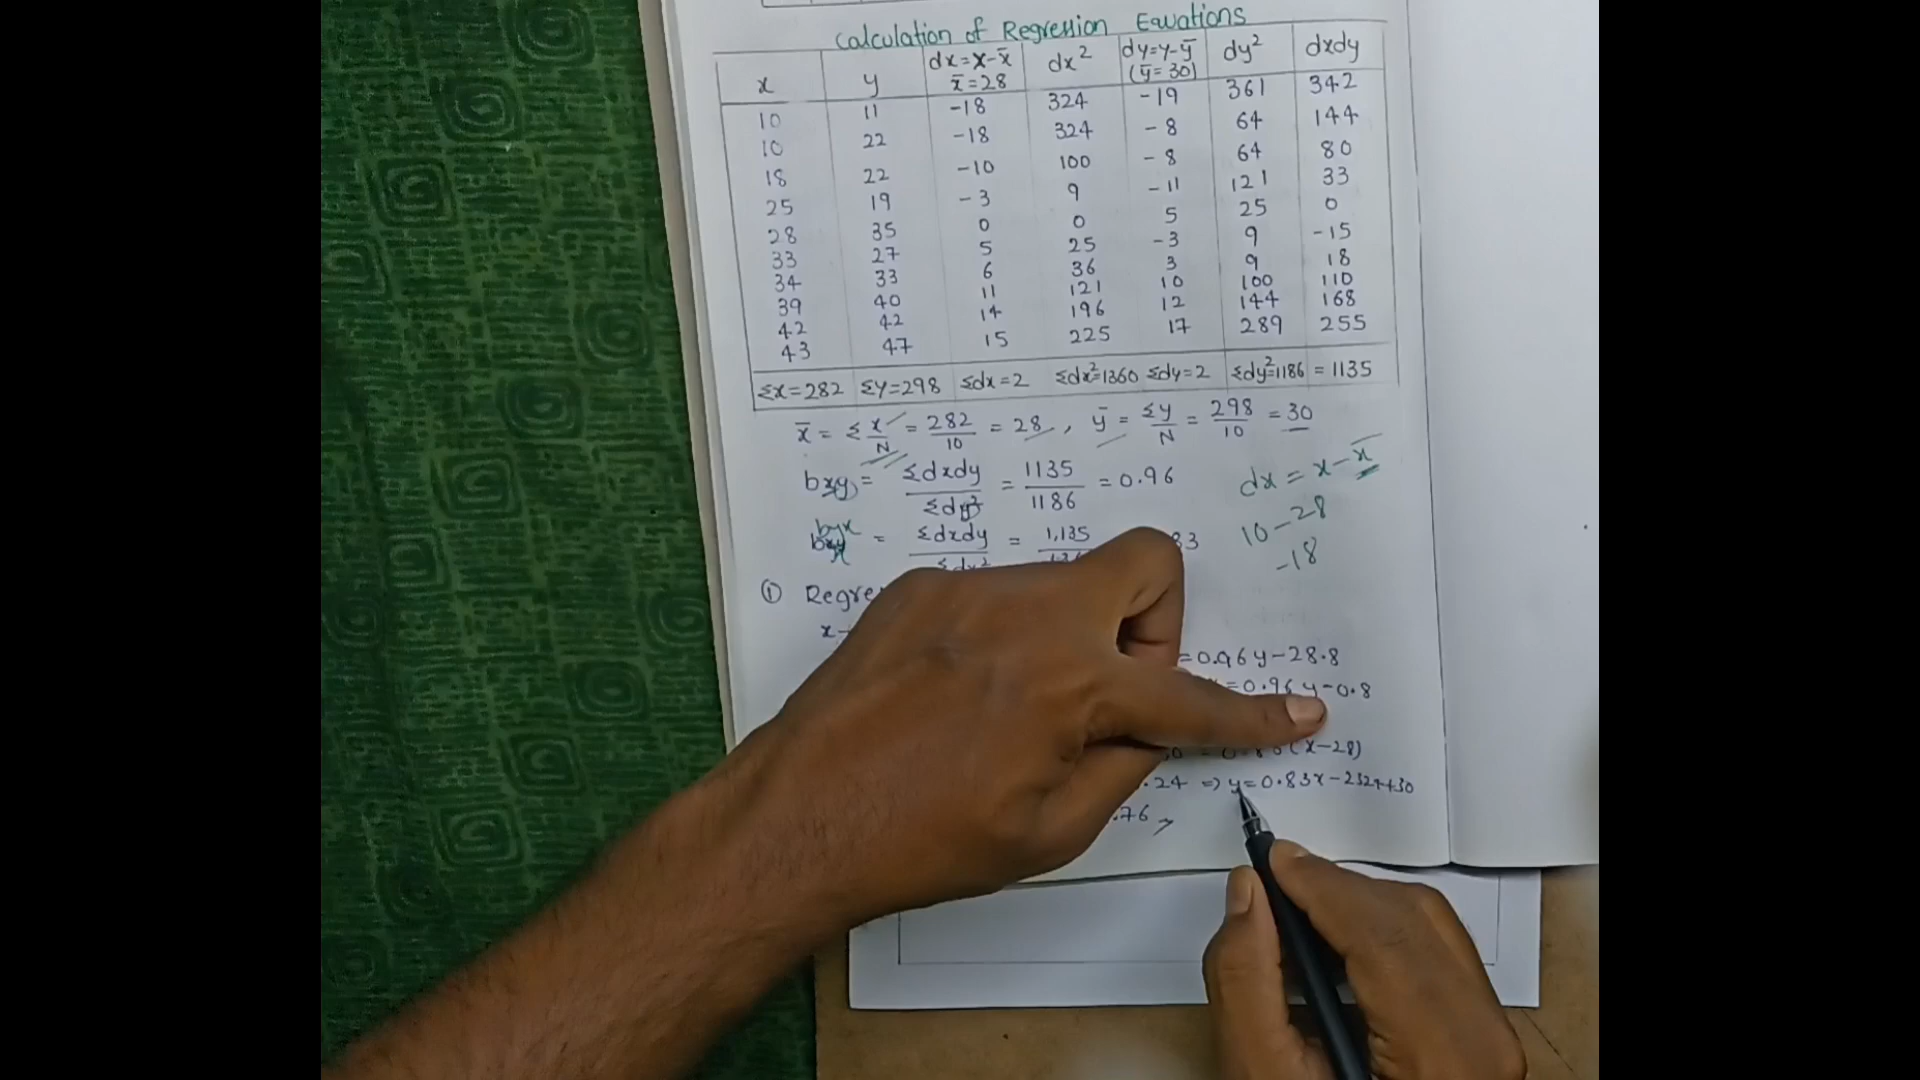 Calculation of Regression Equations
x y dx=x-x̄ x̄=28 dx² dy=y-ȳ (ȳ=30) dy² dxdy
10 11 -18 324 -19 361 342
10 22 -18 324 -8 64 144
18 22 -10 100 -8 64 80
25 19 -3 9 -11 121 33
28 35 0 0 5 25 0
33 27 5 25 -3 9 -15
34 33 6 36 3 9 18
39 40 11 121 10 100 110
42 42 14 196 12 144 168
43 47 15 225 17 289 255
Σx=282 Σy=298 Σdx=2 Σdx²=1360 Σdy=2 Σdy²=1186 = 1135
x̄ = Σx/N = 282/10 = 28, ȳ = Σy/N = 298/10 = 30
bxy = Σdxdy/Σdy² = 1135/1186 = 0.96
dx = x-x̄
10-28
-18
byx = Σdxdy/Σdx² = 1,135/
① Regre
x-
=0.96y-28.8
=0.96y-0.8
(x-28)
.24 => y=0.83x-2324+30
.76